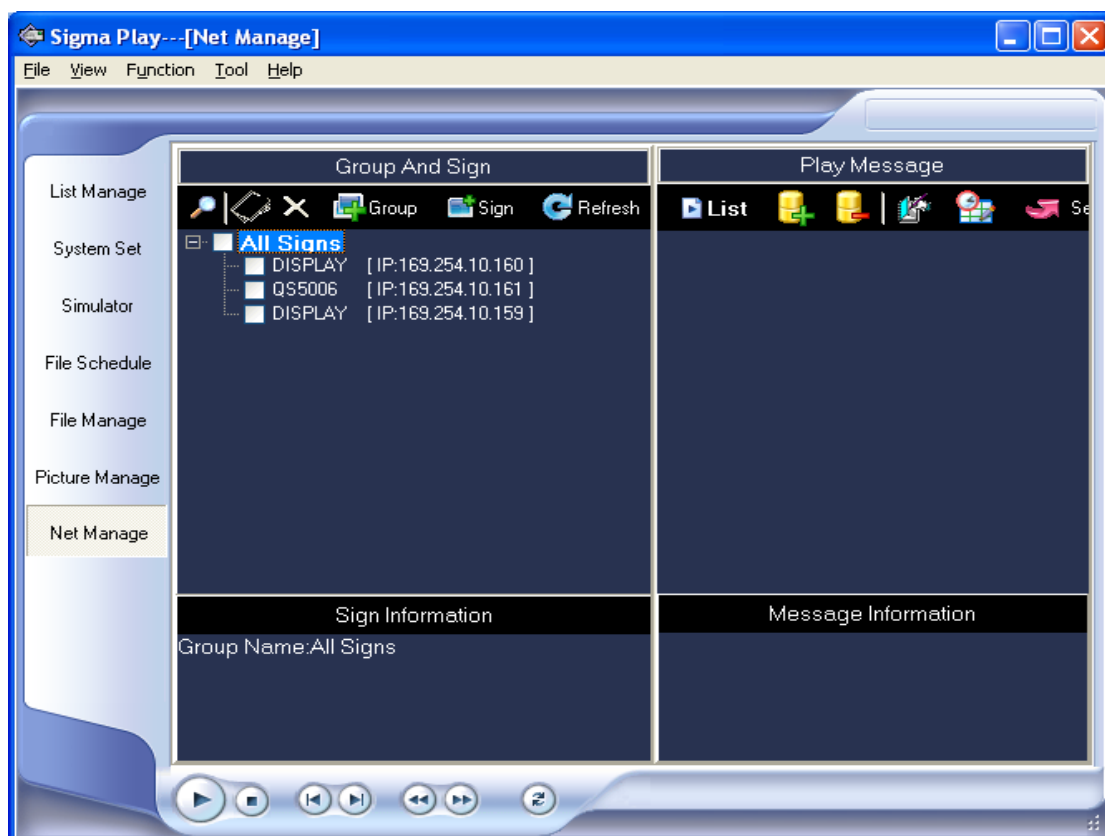 Sigma Play---[Net Manage]
File View Function Tool Help
Group And Sign
Play Message
List Manage
System Set
Simulator
File Schedule
File Manage
Picture Manage
Net Manage
Group Sign Refresh
List Se
All Signs
DISPLAY [ IP:169.254.10.160 ]
QS5006 [ IP:169.254.10.161 ]
DISPLAY [ IP:169.254.10.159 ]
Sign Information
Message Information
Group Name:All Signs